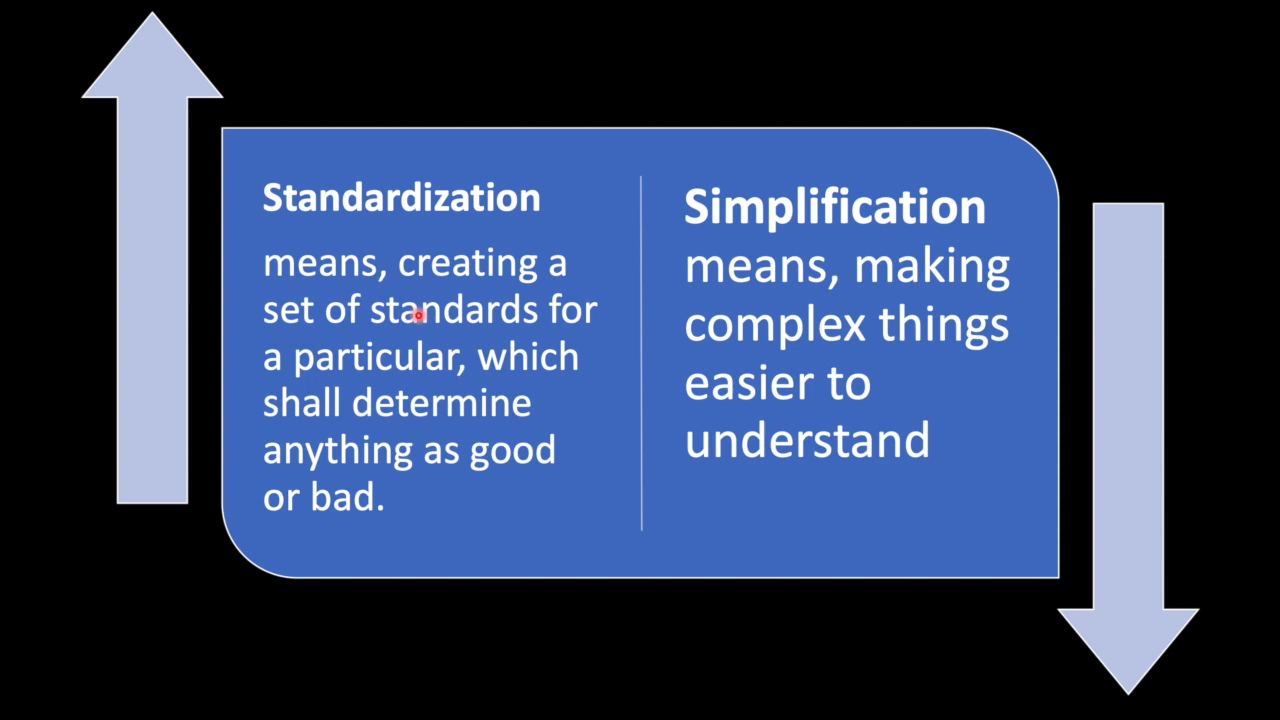 Standardization
means, creating a
set of standards for
a particular, which
shall determine
anything as good
or bad.
Simplification
means, making
complex things
easier to
understand